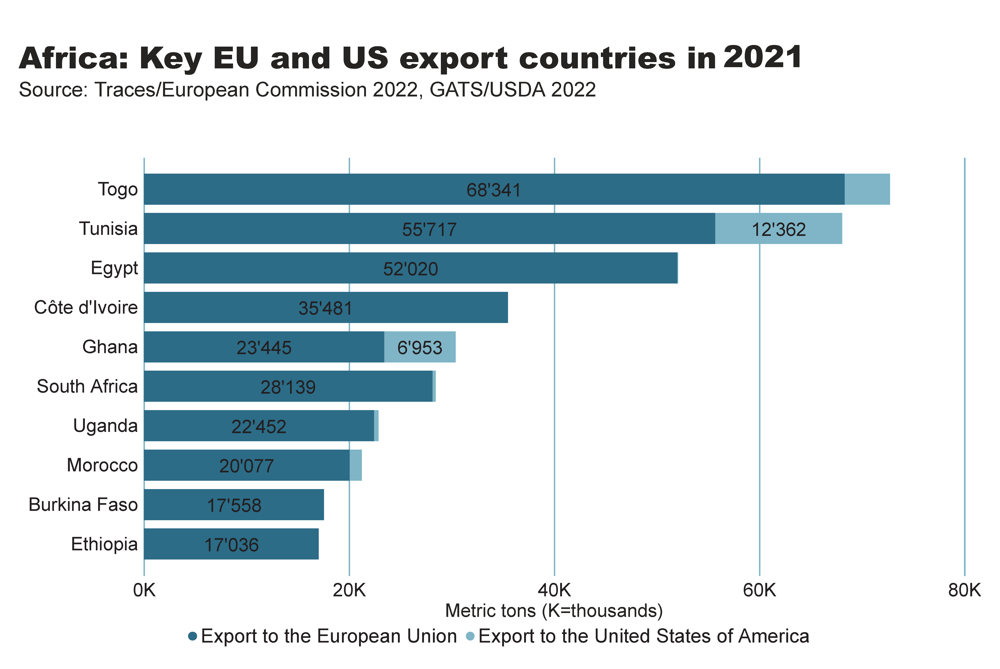 Africa: Key EU and US export countries in 2021
Source: Traces/European Commission 2022, GATS/USDA 2022
Togo 68'341
Tunisia 55'717 12'362
Egypt 52'020
Côte d'Ivoire 35'481
Ghana 23'445 6'953
South Africa 28'139
Uganda 22'452
Morocco 20'077
Burkina Faso 17'558
Ethiopia 17'036
0K 20K 40K 60K 80K
Metric tons (K=thousands)
Export to the European Union Export to the United States of America